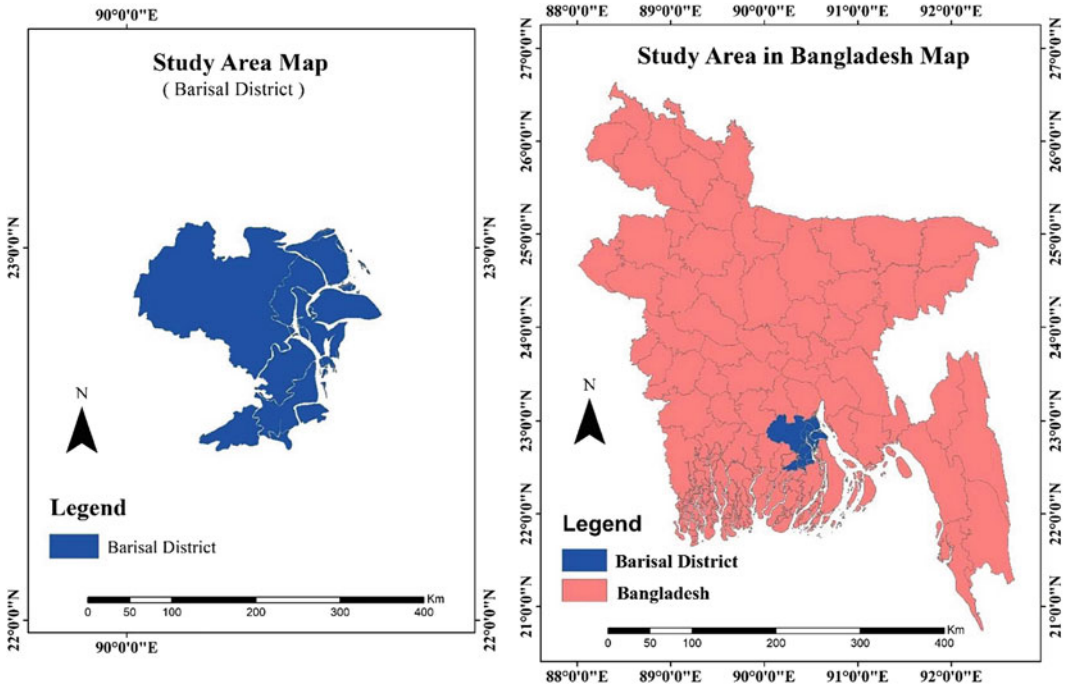 90°0'0"E
Study Area Map
( Barisal District )
23°0'0"N
23°0'0"N
N
Legend
Barisal District
0 50 100 200 300 400 Km
22°0'0"N
22°0'0"N
90°0'0"E
88°0'0"E 89°0'0"E 90°0'0"E 91°0'0"E 92°0'0"E
Study Area in Bangladesh Map
27°0'0"N
27°0'0"N
26°0'0"N
26°0'0"N
25°0'0"N
25°0'0"N
24°0'0"N
24°0'0"N
23°0'0"N
23°0'0"N
22°0'0"N
22°0'0"N
21°0'0"N
21°0'0"N
N
Legend
Barisal District
Bangladesh
0 50 100 200 300 400 Km
88°0'0"E 89°0'0"E 90°0'0"E 91°0'0"E 92°0'0"E